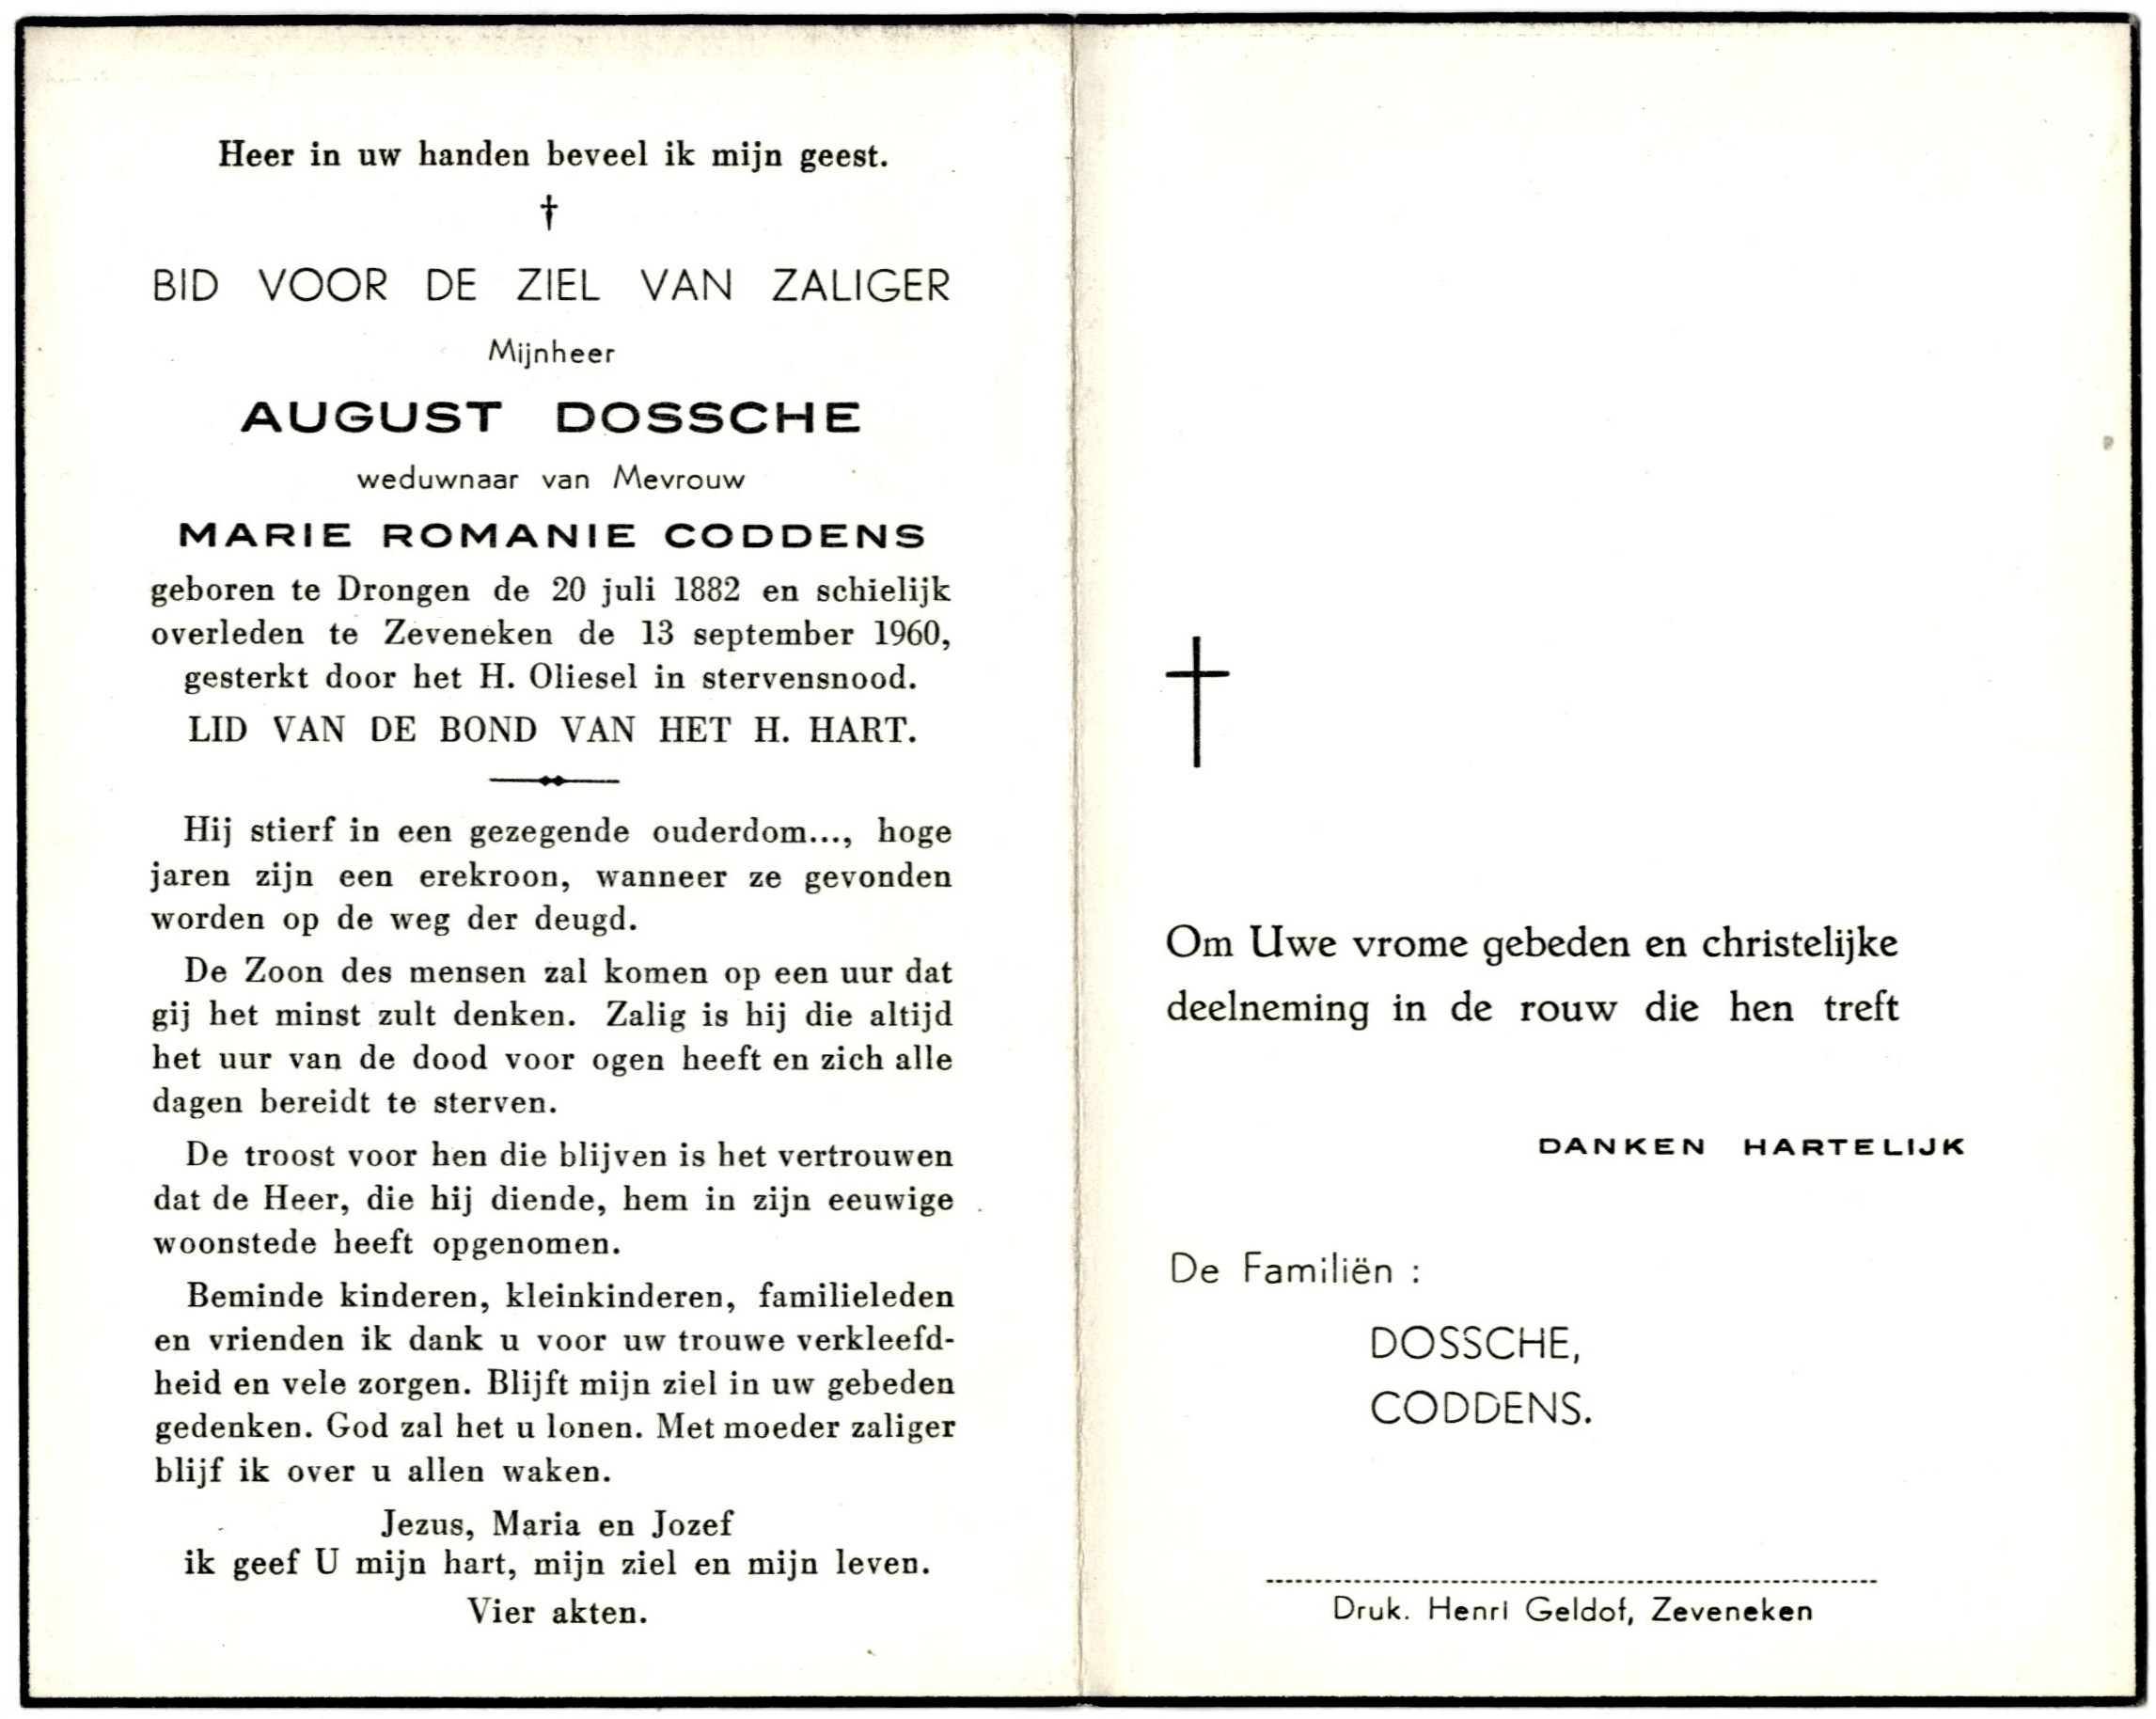 Heer in uw handen beveel ik mijn geest.
†
BID VOOR DE ZIEL VAN ZALIGER
Mijnheer
AUGUST DOSSCHE
weduwnaar van Mevrouw
MARIE ROMANIE CODDENS
geboren te Drongen de 20 juli 1882 en schielijk
overleden te Zeveneken de 13 september 1960,
gesterkt door het H. Oliesel in stervensnood.
LID VAN DE BOND VAN HET H. HART.
Hij stierf in een gezegende ouderdom..., hoge
jaren zijn een erekroon, wanneer ze gevonden
worden op de weg der deugd.
De Zoon des mensen zal komen op een uur dat
gij het minst zult denken. Zalig is hij die altijd
het uur van de dood voor ogen heeft en zich alle
dagen bereidt te sterven.
De troost voor hen die blijven is het vertrouwen
dat de Heer, die hij diende, hem in zijn eeuwige
woonstede heeft opgenomen.
Beminde kinderen, kleinkinderen, familieleden
en vrienden ik dank u voor uw trouwe verkleefd-
heid en vele zorgen. Blijft mijn ziel in uw gebeden
gedenken. God zal het u lonen. Met moeder zaliger
blijf ik over u allen waken.
Jezus, Maria en Jozef
ik geef U mijn hart, mijn ziel en mijn leven.
Vier akten.
Om Uwe vrome gebeden en christelijke
deelneming in de rouw die hen treft
DANKEN HARTELIJK
De Familiën :
DOSSCHE,
CODDENS.
Druk. Henri Geldof, Zeveneken